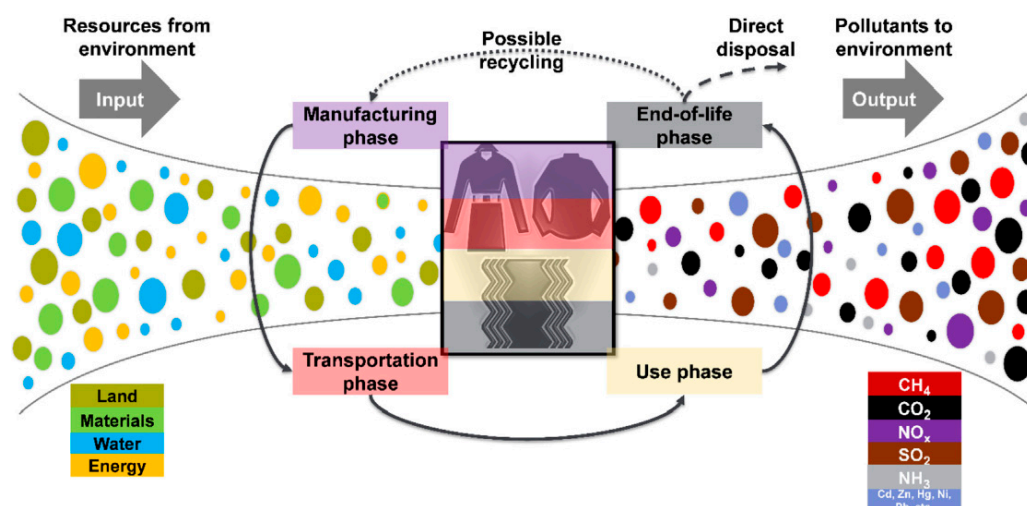 Resources from
environment
Input
Possible
recycling
Direct
disposal
Pollutants to
environment
Output
Manufacturing
phase
End-of-life
phase
Transportation
phase
Use phase
Land
Materials
Water
Energy
CH₄
CO₂
NOₓ
SO₂
NH₃
Cd, Zn, Hg, Ni,